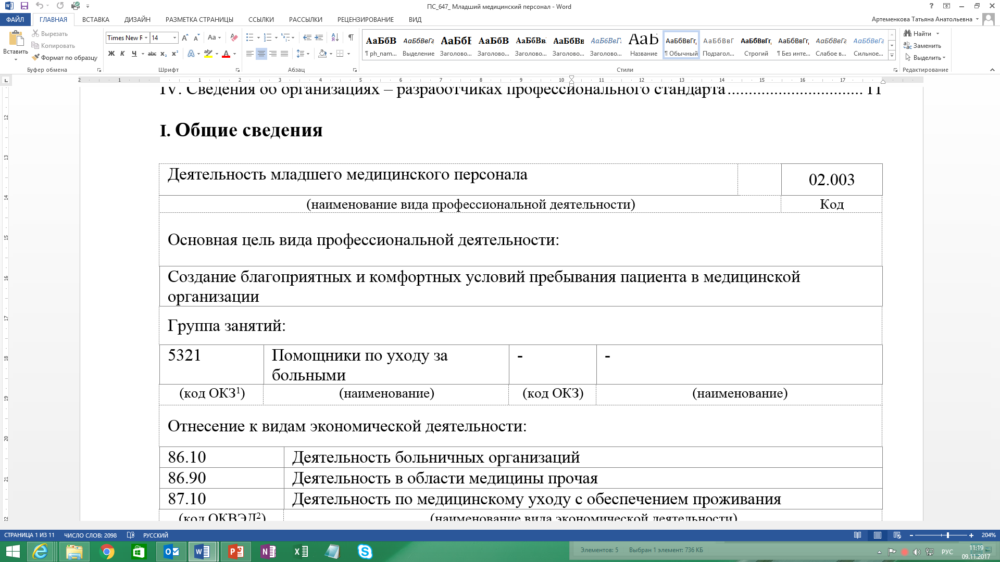 ПС_647_ Младший медицинский персонал - Word
ФАЙЛ ГЛАВНАЯ ВСТАВКА ДИЗАЙН РАЗМЕТКА СТРАНИЦЫ ССЫЛКИ РАССЫЛКИ РЕЦЕНЗИРОВАНИЕ ВИД Артеменкова Татьяна Анатольевна
Вставить
Вырезать
Копировать
Формат по образцу
Буфер обмена
Times New R 14
Ж К Ч abc x₂ x² A
Шрифт
Абзац
АаБбВ АаБбВвГг АаБбІ АаБбВ АаБбВв АаБбВв АаБбВвГг АаБ АаБбВвГг, АаБбВвГ АаБбВвГг, АаБбВвГг, АаБбВвГг АаБбВвГг
¶ ph_nam... Выделение Заголово... Заголово... Заголово... Заголово... Заголово... Название ¶ Обычный Подзагол... Строгий ¶ Без инте... Слабое в... Сильное...
Стили
Найти
Заменить
Выделить
Редактирование
2 1 1 2 3 4 5 6 7 8 9 10 11 12 13 14 15 16 17
12
13
14
15
16
17
18
19
20
21
22
IV. Сведения об организациях – разработчиках профессионального стандарта................................ 11
I. Общие сведения
Деятельность младшего медицинского персонала 02.003
(наименование вида профессиональной деятельности) Код
Основная цель вида профессиональной деятельности:
Создание благоприятных и комфортных условий пребывания пациента в медицинской
организации
Группа занятий:
5321 Помощники по уходу за - -
больными
(код ОКЗ¹) (наименование) (код ОКЗ) (наименование)
Отнесение к видам экономической деятельности:
86.10 Деятельность больничных организаций
86.90 Деятельность в области медицины прочая
87.10 Деятельность по медицинскому уходу с обеспечением проживания
(код ОКВЭД²) (наименование вида экономической деятельности)
СТРАНИЦА 1 ИЗ 11 ЧИСЛО СЛОВ: 2098 РУССКИЙ 204%
Элементов: 5 Выбран 1 элемент: 736 КБ
РУС 11:19
09.11.2017